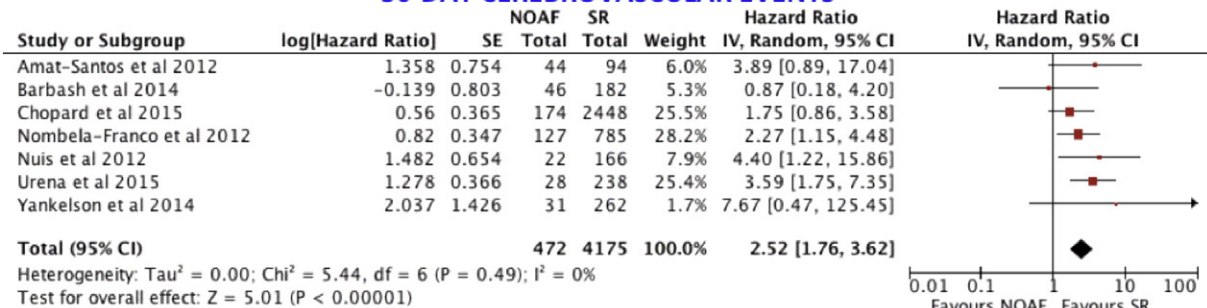 30-DAY CEREBROVASCULAR EVENTS
NOAF SR Hazard Ratio Hazard Ratio
Study or Subgroup log[Hazard Ratio] SE Total Total Weight IV, Random, 95% CI IV, Random, 95% CI
Amat-Santos et al 2012 1.358 0.754 44 94 6.0% 3.89 [0.89, 17.04]
Barbash et al 2014 -0.139 0.803 46 182 5.3% 0.87 [0.18, 4.20]
Chopard et al 2015 0.56 0.365 174 2448 25.5% 1.75 [0.86, 3.58]
Nombela-Franco et al 2012 0.82 0.347 127 785 28.2% 2.27 [1.15, 4.48]
Nuis et al 2012 1.482 0.654 22 166 7.9% 4.40 [1.22, 15.86]
Urena et al 2015 1.278 0.366 28 238 25.4% 3.59 [1.75, 7.35]
Yankelson et al 2014 2.037 1.426 31 262 1.7% 7.67 [0.47, 125.45]
Total (95% CI) 472 4175 100.0% 2.52 [1.76, 3.62]
Heterogeneity: Tau² = 0.00; Chi² = 5.44, df = 6 (P = 0.49); I² = 0%
Test for overall effect: Z = 5.01 (P < 0.00001)
0.01 0.1 1 10 100
Favours NOAF Favours SR